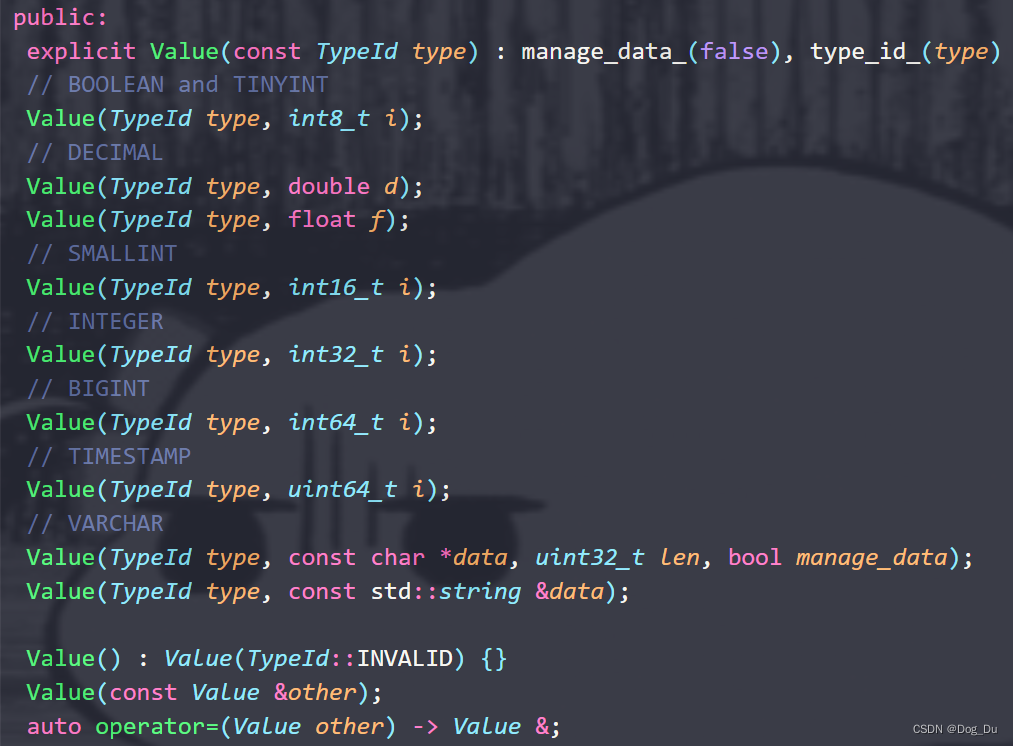 public:
explicit Value(const TypeId type) : manage_data_(false), type_id_(type)
// BOOLEAN and TINYINT
Value(TypeId type, int8_t i);
// DECIMAL
Value(TypeId type, double d);
Value(TypeId type, float f);
// SMALLINT
Value(TypeId type, int16_t i);
// INTEGER
Value(TypeId type, int32_t i);
// BIGINT
Value(TypeId type, int64_t i);
// TIMESTAMP
Value(TypeId type, uint64_t i);
// VARCHAR
Value(TypeId type, const char *data, uint32_t len, bool manage_data);
Value(TypeId type, const std::string &data);
Value() : Value(TypeId::INVALID) {}
Value(const Value &other);
auto operator=(Value other) -> Value &;
CSDN @Dog_Du